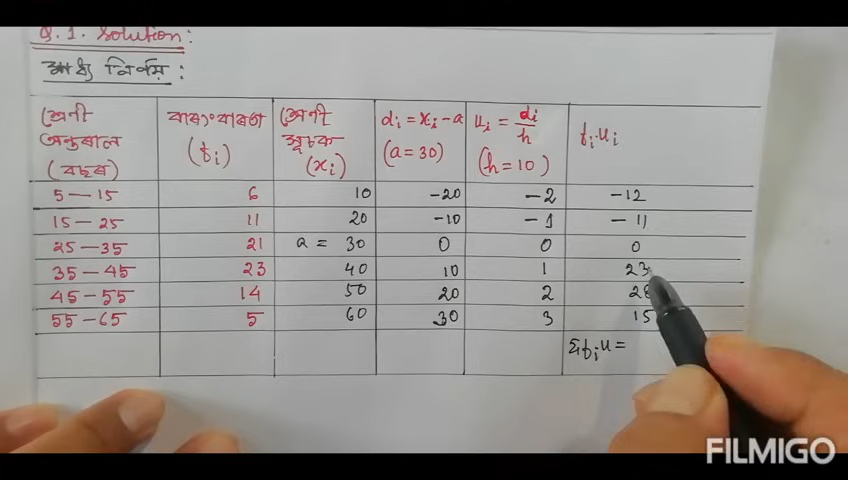 Q.1. Solution:
মাধ্য নিৰ্ণয় :
শ্ৰেণী অন্তৰাল (বছৰ)
বাৰংবাৰতা (fᵢ)
শ্ৰেণী সূচক (xᵢ)
dᵢ = xᵢ – a (a = 30)
uᵢ = dᵢ/h (h = 10)
fᵢuᵢ
5 – 15 6 10 -20 -2 -12
15 – 25 11 20 -10 -1 -11
25 – 35 21 a = 30 0 0 0
35 – 45 23 40 10 1 23
45 – 55 14 50 20 2 28
55 – 65 5 60 30 3 15
Σfᵢu =
FILMIGO